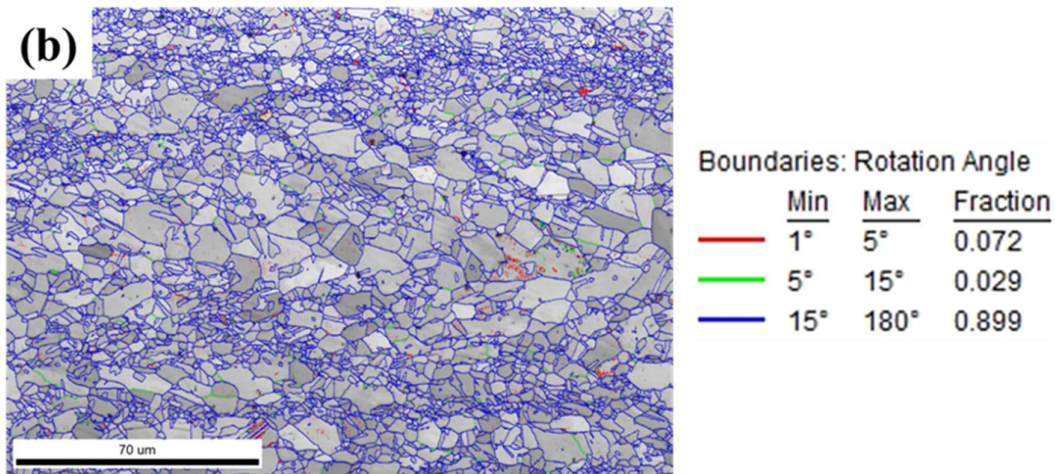 (b)
Boundaries: Rotation Angle
Min Max Fraction
1° 5° 0.072
5° 15° 0.029
15° 180° 0.899
70 um